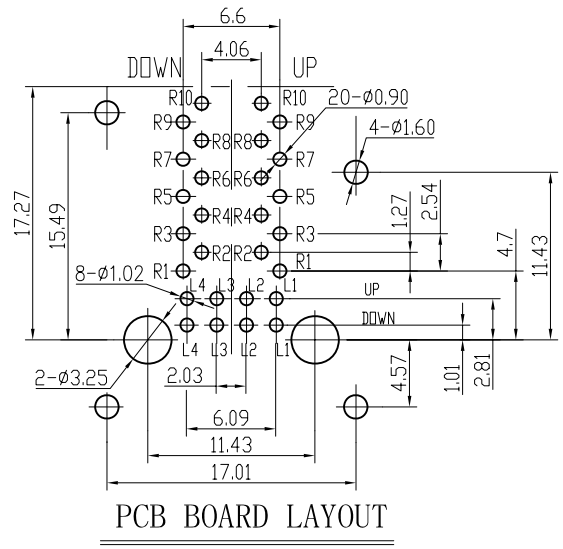 6.6
4.06
DOWN UP
R10 R10
20-Ø0.90
R9 R9
4-Ø1.60
R8 R8
R7 R7
R6 R6
R5 R5
1.27
2.54
R4 R4
4.7
17.27
15.49
11.43
R3 R3
R2 R2
R1 R1
8-Ø1.02
L4 L3 L2 L1
UP
DOWN
L4 L3 L2 L1
2-Ø3.25
2.03
4.57
1.01
2.81
6.09
11.43
17.01
PCB BOARD LAYOUT